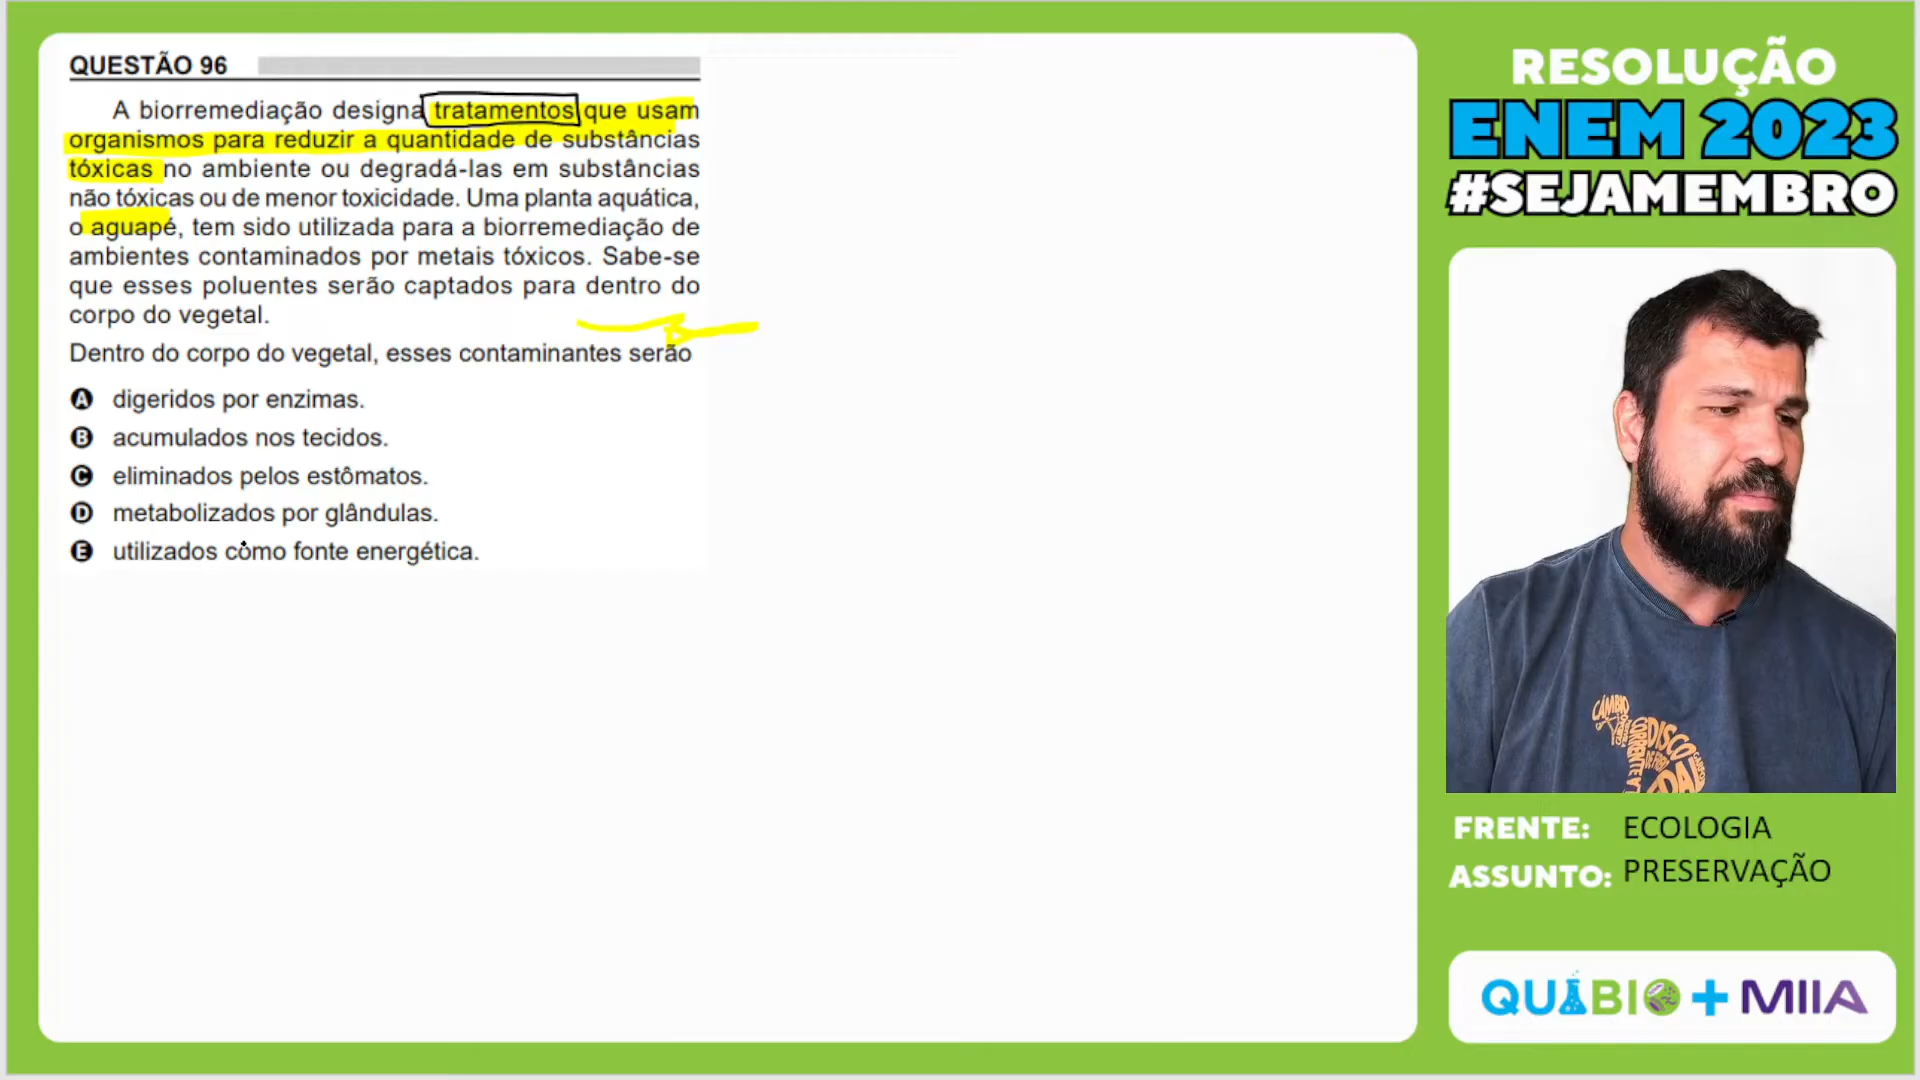 QUESTÃO 96
A biorremediação designa tratamentos que usam
organismos para reduzir a quantidade de substâncias
tóxicas no ambiente ou degradá-las em substâncias
não tóxicas ou de menor toxicidade. Uma planta aquática,
o aguapé, tem sido utilizada para a biorremediação de
ambientes contaminados por metais tóxicos. Sabe-se
que esses poluentes serão captados para dentro do
corpo do vegetal.
Dentro do corpo do vegetal, esses contaminantes serão
A digeridos por enzimas.
B acumulados nos tecidos.
C eliminados pelos estômatos.
D metabolizados por glândulas.
E utilizados como fonte energética.
RESOLUÇÃO
ENEM 2023
#SEJAMEMBRO
CÂMBIO
DISCO
CORRENTE
FRENTE: ECOLOGIA
ASSUNTO: PRESERVAÇÃO
QUÍBIO + MIIA